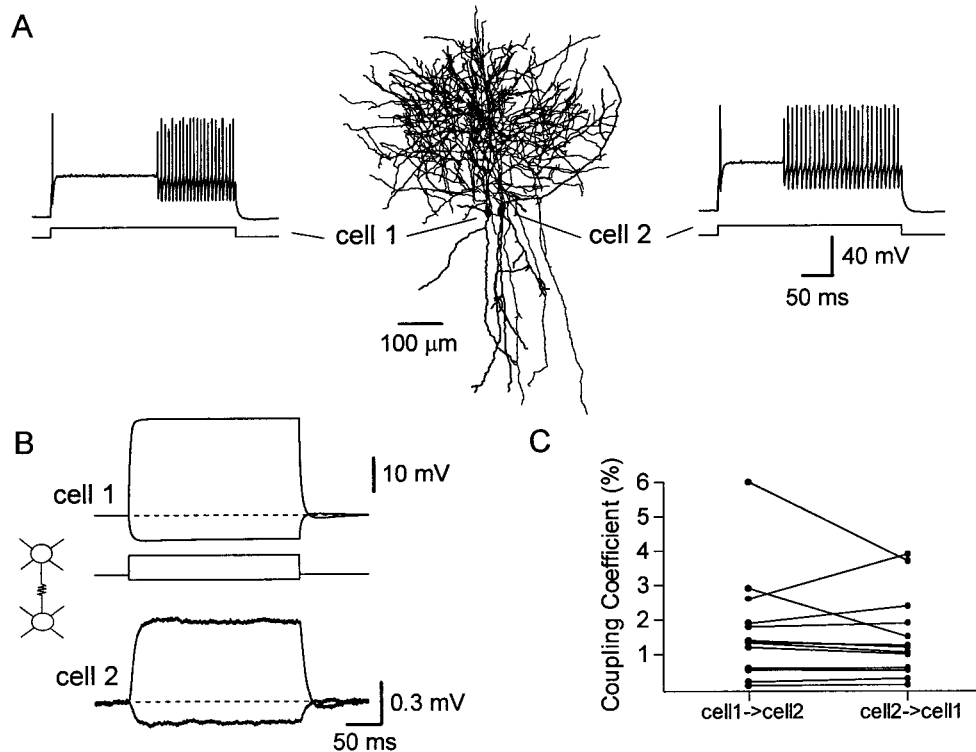 A
cell 1
cell 2
40 mV
50 ms
100 μm
B
cell 1
10 mV
cell 2
0.3 mV
50 ms
C
Coupling Coefficient (%)
6
5
4
3
2
1
cell1->cell2
cell2->cell1